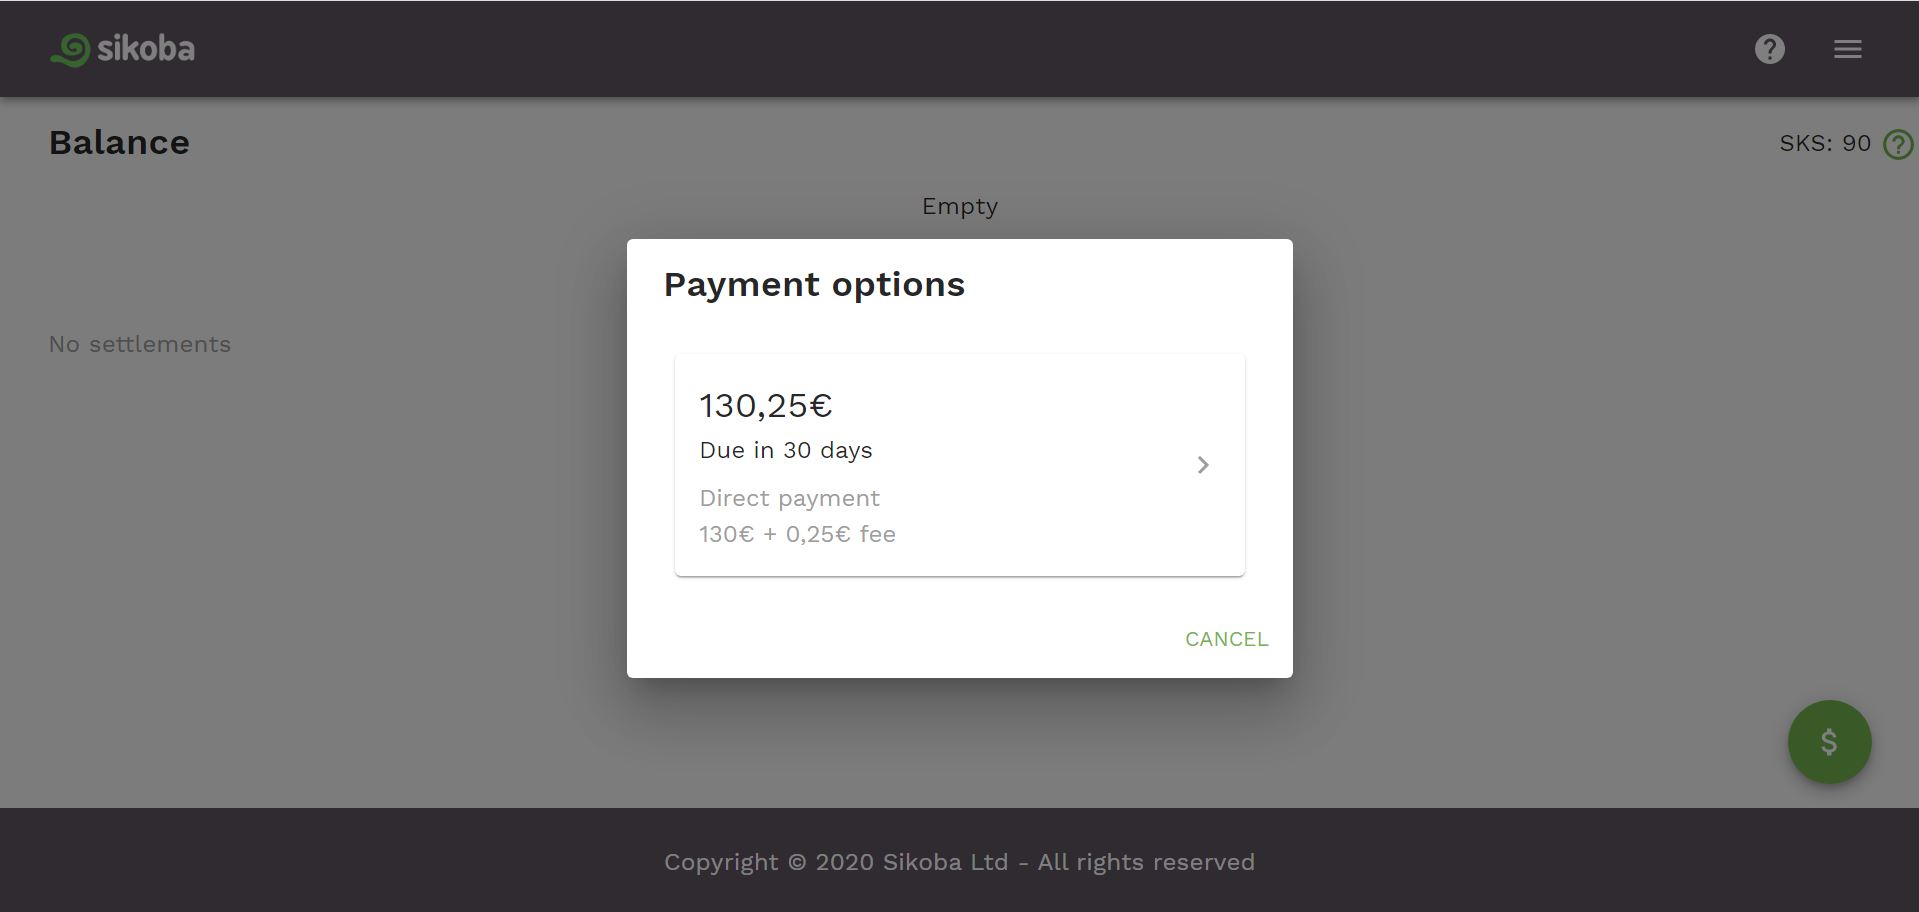 sikoba
Balance
SKS: 90
Empty
No settlements
Payment options
130,25€
Due in 30 days
Direct payment
130€ + 0,25€ fee
CANCEL
$
Copyright © 2020 Sikoba Ltd - All rights reserved